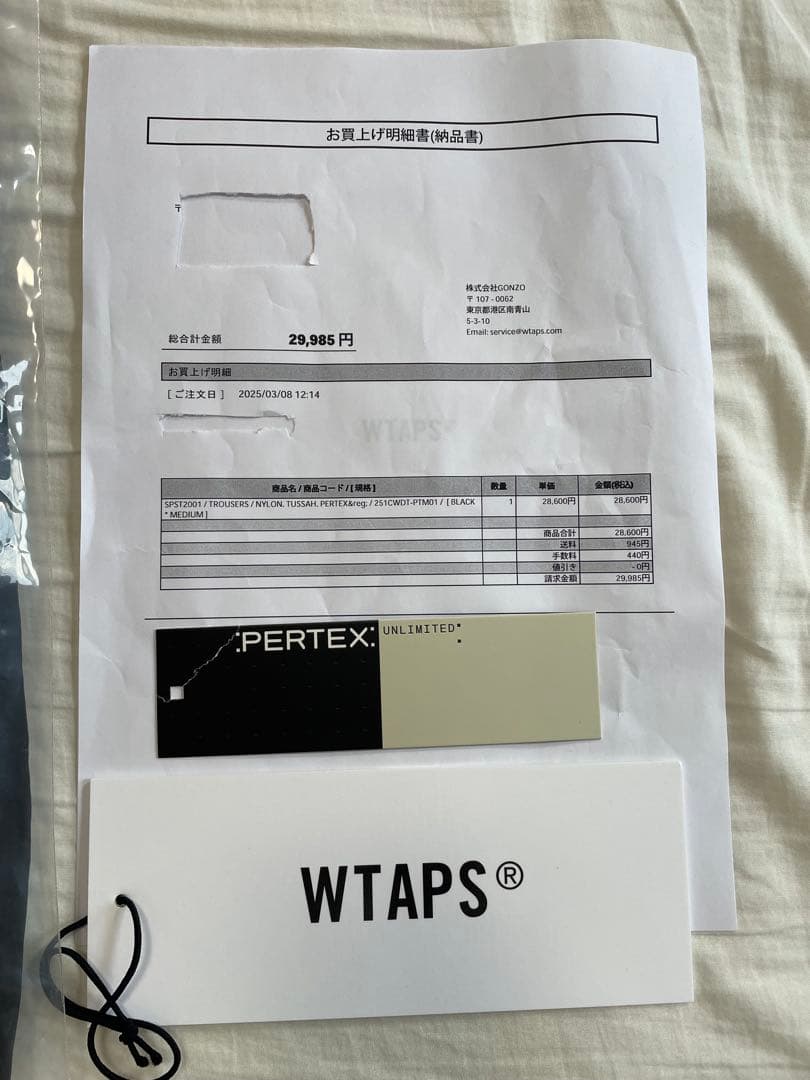 お買上げ明細書(納品書)
〒
株式会社GONZO
〒 107 - 0062
東京都港区南青山
5-3-10
Email: service@wtaps.com
総合計金額 29,985 円
お買上げ明細
[ ご注文日 ] 2025/03/08 12:14
WTAPS
商品名 / 商品コード / [ 規格 ] 数量 単価 金額(税込)
SPST2001 / TROUSERS / NYLON. TUSSAH. PERTEX&reg; / 251CWDT-PTM01 / [ BLACK 1 28,600円 28,600円
* MEDIUM ]
商品合計 28,600円
送料 945円
手数料 440円
値引き - 0円
請求金額 29,985円
PERTEX UNLIMITED
WTAPS®